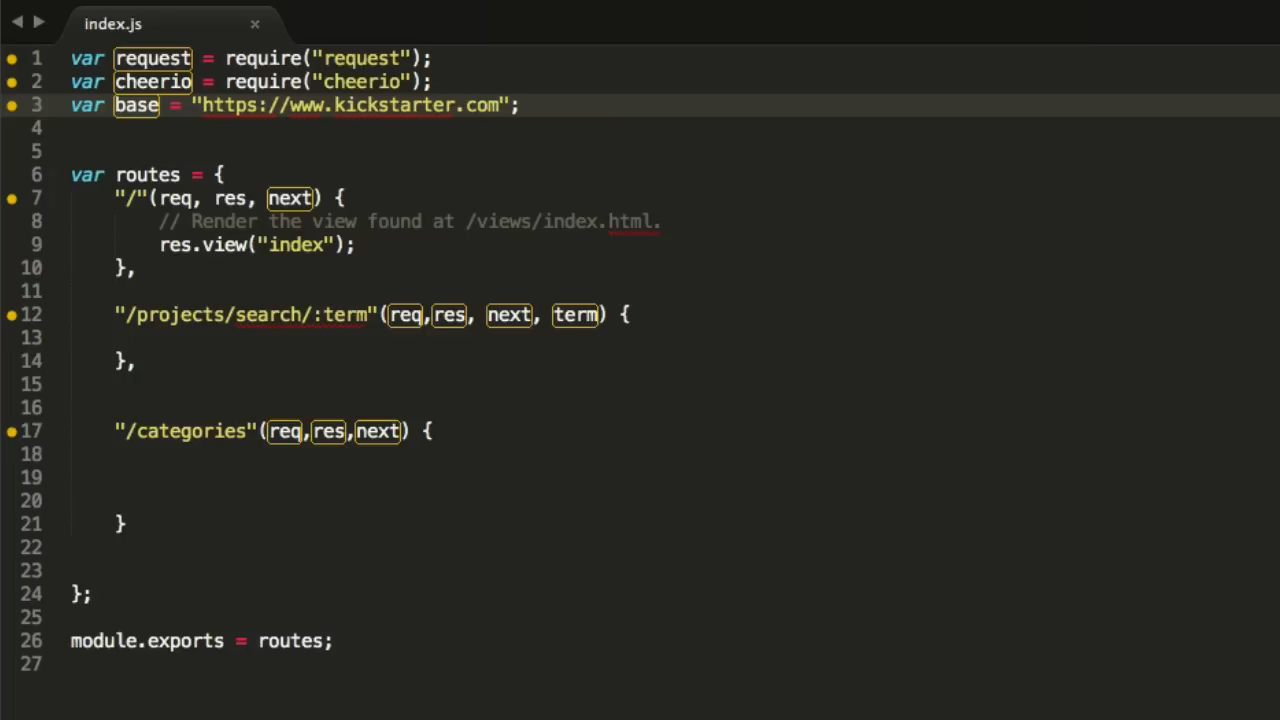 index.js
1 var request = require("request");
2 var cheerio = require("cheerio");
3 var base = "https://www.kickstarter.com";
4
5
6 var routes = {
7 "/"(req, res, next) {
8 // Render the view found at /views/index.html.
9 res.view("index");
10 },
11
12 "/projects/search/:term"(req,res, next, term) {
13
14 },
15
16
17 "/categories"(req,res,next) {
18
19
20
21 }
22
23
24 };
25
26 module.exports = routes;
27